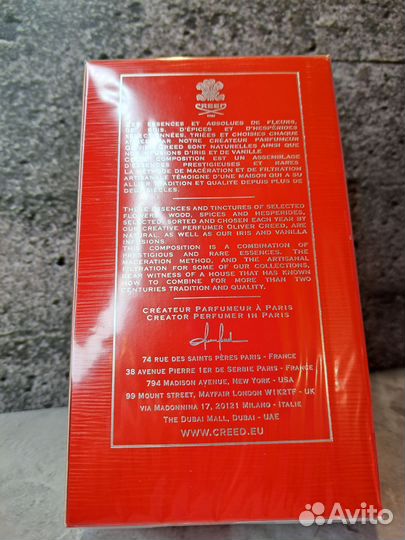 CREED
CES ESSENCES ET ABSOLUES DE FLEURS,
DE BOIS, D'ÉPICES ET D'HESPÉRIDES
SÉLECTIONNÉES, TRIÉES ET CHOISIES CHAQUE
ANNÉE PAR NOTRE CRÉATEUR PARFUMEUR
OLIVIER CREED SONT NATURELLES AINSI QUE
INFUSIONS D'IRIS ET DE VANILLE
CETTE COMPOSITION EST UN ASSEMBLAGE
D'ESSENCES PRESTIGIEUSES ET RARES
LA MÉTHODE DE MACÉRATION ET DE FILTRATION
ARTISANALE TÉMOIGNE D'UNE MAISON QUI A SU
ALLIER TRADITION ET QUALITÉ DEPUIS PLUS DE
DEUX SIÈCLES.
THESE ESSENCES AND TINCTURES OF SELECTED
FLOWERS, WOOD, SPICES AND HESPERIDES,
SELECTED, SORTED AND CHOSEN EACH YEAR BY
OUR CREATIVE PERFUMER OLIVER CREED, ARE
NATURAL, AS WELL AS OUR IRIS AND VANILLA
INFUSIONS.
THIS COMPOSITION IS A COMBINATION OF
PRESTIGIOUS AND RARE ESSENCES. THE
MACERATION METHOD, AND THE ARTISANAL
FILTRATION FOR SOME OF OUR COLLECTIONS,
BEAR WITNESS OF A HOUSE THAT HAS KNOWN
HOW TO COMBINE FOR MORE THAN TWO
CENTURIES TRADITION AND QUALITY.
CRÉATEUR PARFUMEUR À PARIS
CREATOR PERFUMER IN PARIS
74 RUE DES SAINTS PÈRES PARIS - FRANCE
38 AVENUE PIERRE 1ER DE SERBIE PARIS - FRANCE
794 MADISON AVENUE, NEW YORK - USA
99 MOUNT STREET, MAYFAIR LONDON W1K2TF - UK
VIA MADONNINA 17, 20121 MILANO - ITALIE
THE DUBAI MALL, DUBAI - UAE
WWW.CREED.EU
Avito